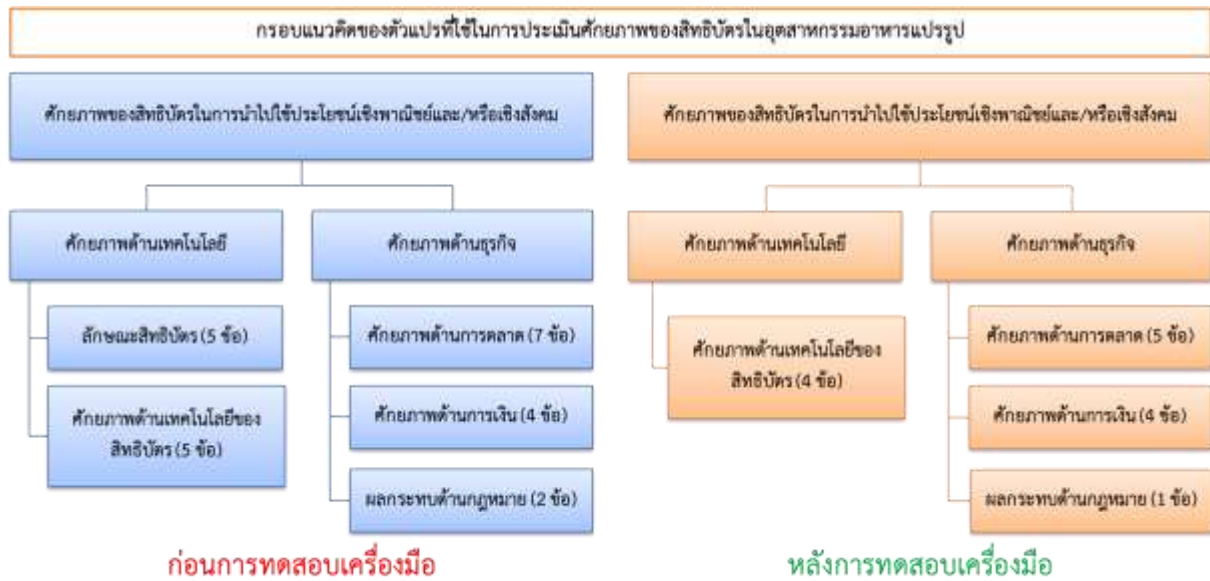 กรอบแนวคิดของตัวแปรที่ใช้ในการประเมินศักยภาพของสิทธิบัตรในอุตสาหกรรมอาหารแปรรูป
ศักยภาพของสิทธิบัตรในการนำไปใช้ประโยชน์เชิงพาณิชย์และ/หรือเชิงสังคม
ศักยภาพด้านเทคโนโลยี
ศักยภาพด้านธุรกิจ
ลักษณะสิทธิบัตร (5 ข้อ)
ศักยภาพด้านเทคโนโลยีของ
สิทธิบัตร (5 ข้อ)
ศักยภาพด้านการตลาด (7 ข้อ)
ศักยภาพด้านการเงิน (4 ข้อ)
ผลกระทบด้านกฎหมาย (2 ข้อ)
ก่อนการทดสอบเครื่องมือ
ศักยภาพของสิทธิบัตรในการนำไปใช้ประโยชน์เชิงพาณิชย์และ/หรือเชิงสังคม
ศักยภาพด้านเทคโนโลยี
ศักยภาพด้านธุรกิจ
ศักยภาพด้านเทคโนโลยีของ
สิทธิบัตร (4 ข้อ)
ศักยภาพด้านการตลาด (5 ข้อ)
ศักยภาพด้านการเงิน (4 ข้อ)
ผลกระทบด้านกฎหมาย (1 ข้อ)
หลังการทดสอบเครื่องมือ